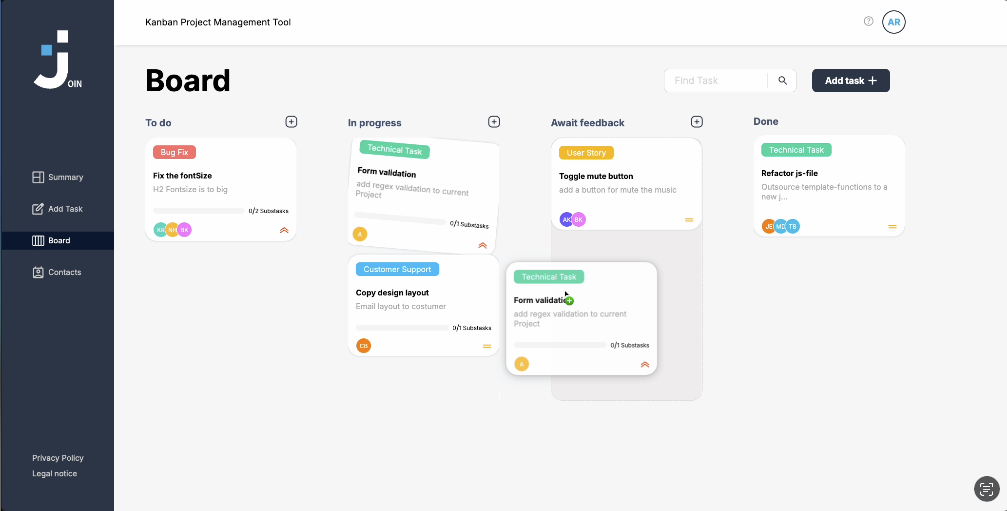 Kanban Project Management Tool
AR
OIN
Board
Find Task
Add task
Summary
Add Task
Board
Contacts
Privacy Policy
Legal notice
To do
Bug Fix
Fix the fontSize
H2 Fontsize is to big
0/2 Substasks
NH
BK
In progress
Technical Task
Form validation
add regex validation to current
Project
0/1 Substasks
A
Customer Support
Copy design layout
Email layout to costumer
0/1 Substasks
CB
Await feedback
User Story
Toggle mute button
add a button for mute the music
AK
BK
Technical Task
Form validation
add regex validation to current
Project
0/1 Substasks
A
Done
Technical Task
Refactor js-file
Outsource template-functions to a
new j...
JE
MD
TB